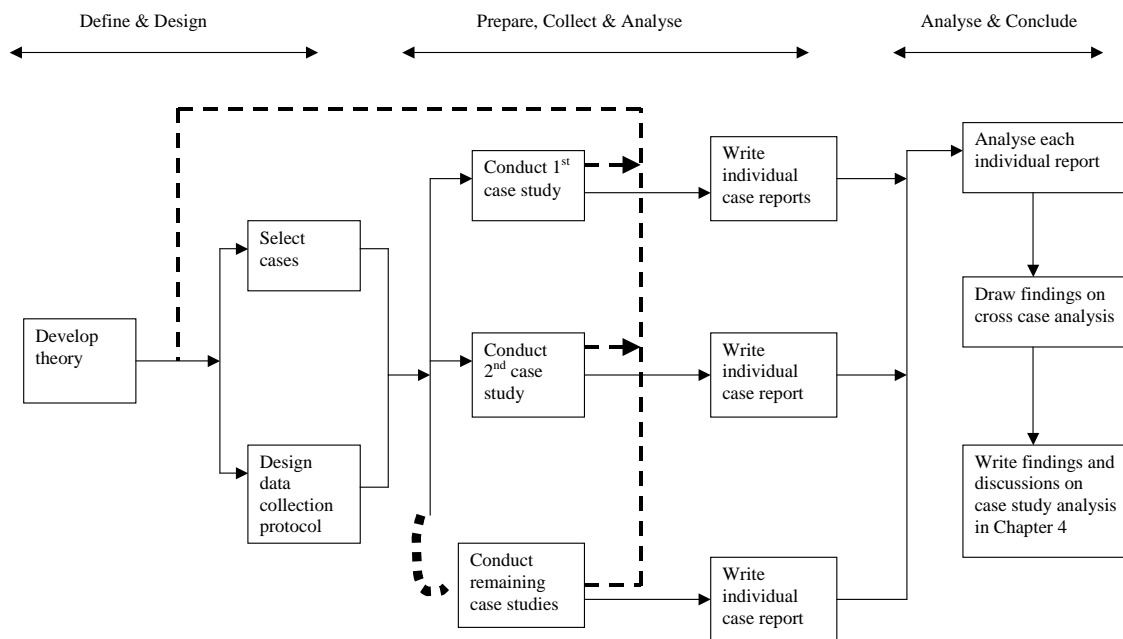 Define & Design
Prepare, Collect & Analyse
Analyse & Conclude
Develop
theory
Select
cases
Design
data
collection
protocol
Conduct 1st
case study
Conduct
2nd case
study
Conduct
remaining
case studies
Write
individual
case reports
Write
individual
case report
Write
individual
case report
Analyse each
individual report
Draw findings on
cross case analysis
Write findings and
discussions on
case study analysis
in Chapter 4